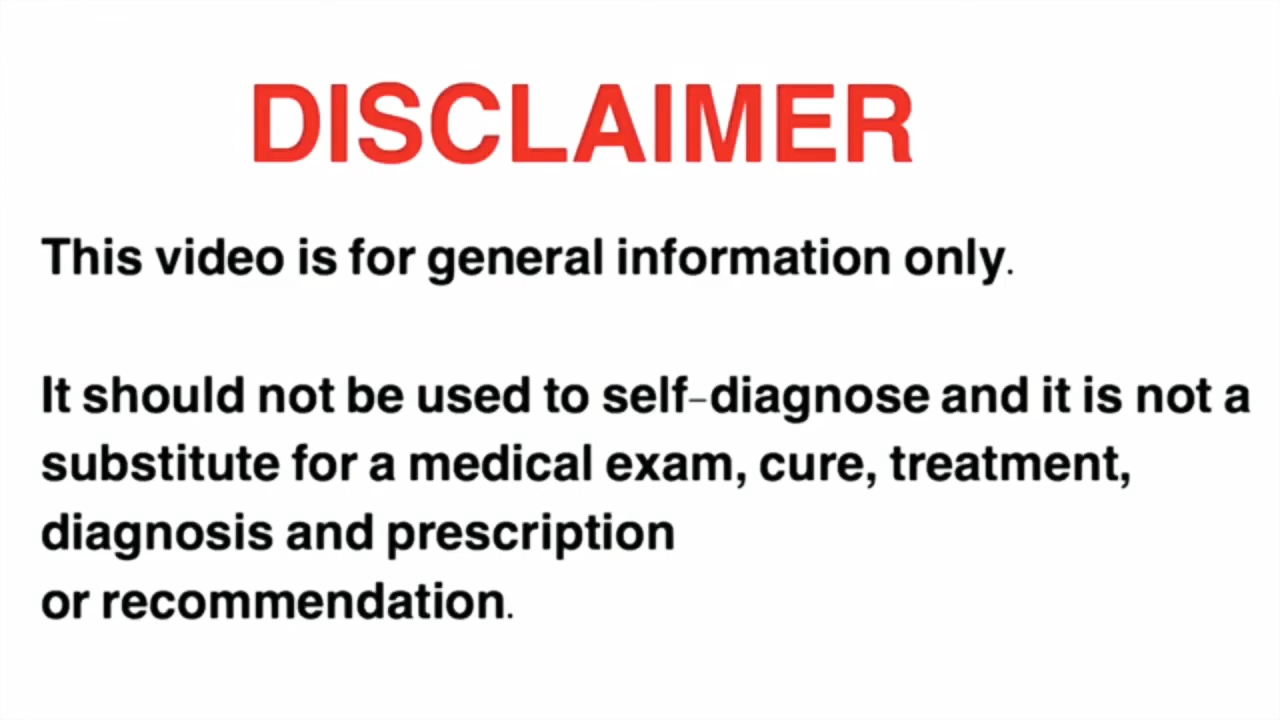 DISCLAIMER
This video is for general information only.
It should not be used to self-diagnose and it is not a
substitute for a medical exam, cure, treatment,
diagnosis and prescription
or recommendation.